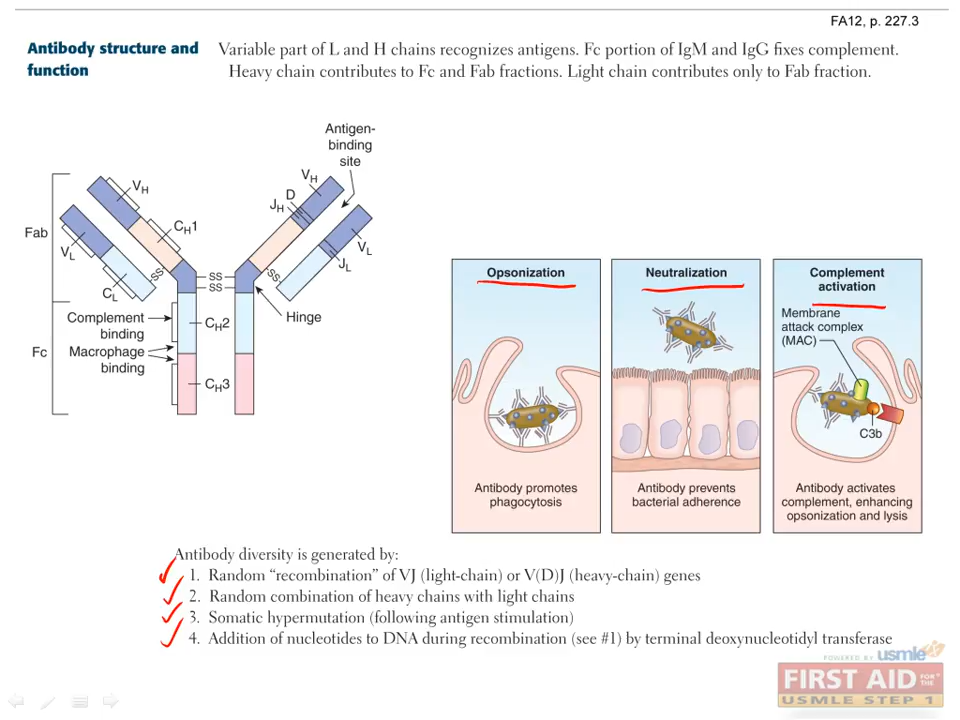 FA12, p. 227.3
Antibody structure and
function
Variable part of L and H chains recognizes antigens. Fc portion of IgM and IgG fixes complement.
Heavy chain contributes to Fc and Fab fractions. Light chain contributes only to Fab fraction.
Antigen-
binding
site
VH
D
JH
VH
CH1
Fab
VL
VL
JL
SS
SS
CL
SS
SS
Hinge
Complement
binding
CH2
Fc
Macrophage
binding
CH3
Opsonization
Antibody promotes
phagocytosis
Neutralization
Antibody prevents
bacterial adherence
Complement
activation
Membrane
attack complex
(MAC)
C3b
Antibody activates
complement, enhancing
opsonization and lysis
Antibody diversity is generated by:
1. Random “recombination” of VJ (light-chain) or V(D)J (heavy-chain) genes
2. Random combination of heavy chains with light chains
3. Somatic hypermutation (following antigen stimulation)
4. Addition of nucleotides to DNA during recombination (see #1) by terminal deoxynucleotidyl transferase
POWERED BY usmle
FIRST AID FOR THE
USMLE STEP 1